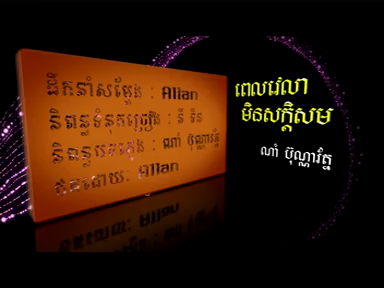 ដឹកនាំសម្ដែង : Allan
និពន្ធទំនុកច្រៀង : នី ទីន
និពន្ធបទភ្លេង : ណាំ ប៊ុណ្ណារ័ត្ន
ថតដោយ: Allan
ពេលវេលា
មិនសក្ដិសម
ណាំ ប៊ុណ្ណារ័ត្ន